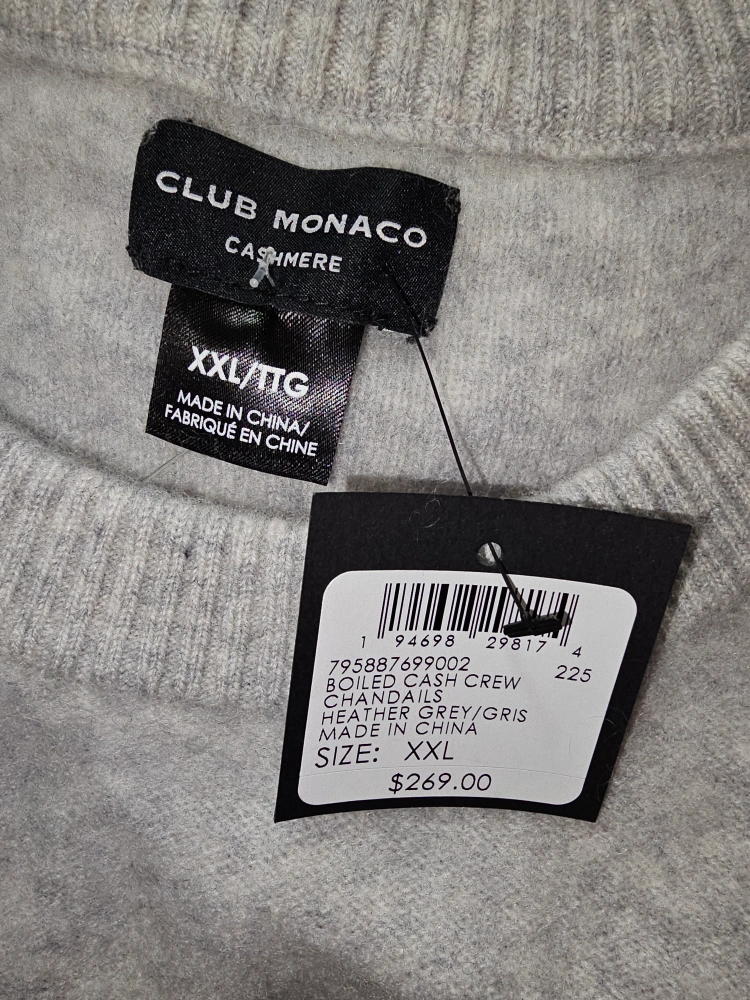 CLUB MONACO
CASHMERE
XXL/TTG
MADE IN CHINA/
FABRIQUÉ EN CHINE
1 94698 29817 4
795887699002 225
BOILED CASH CREW
CHANDAILS
HEATHER GREY/GRIS
MADE IN CHINA
SIZE: XXL
$269.00